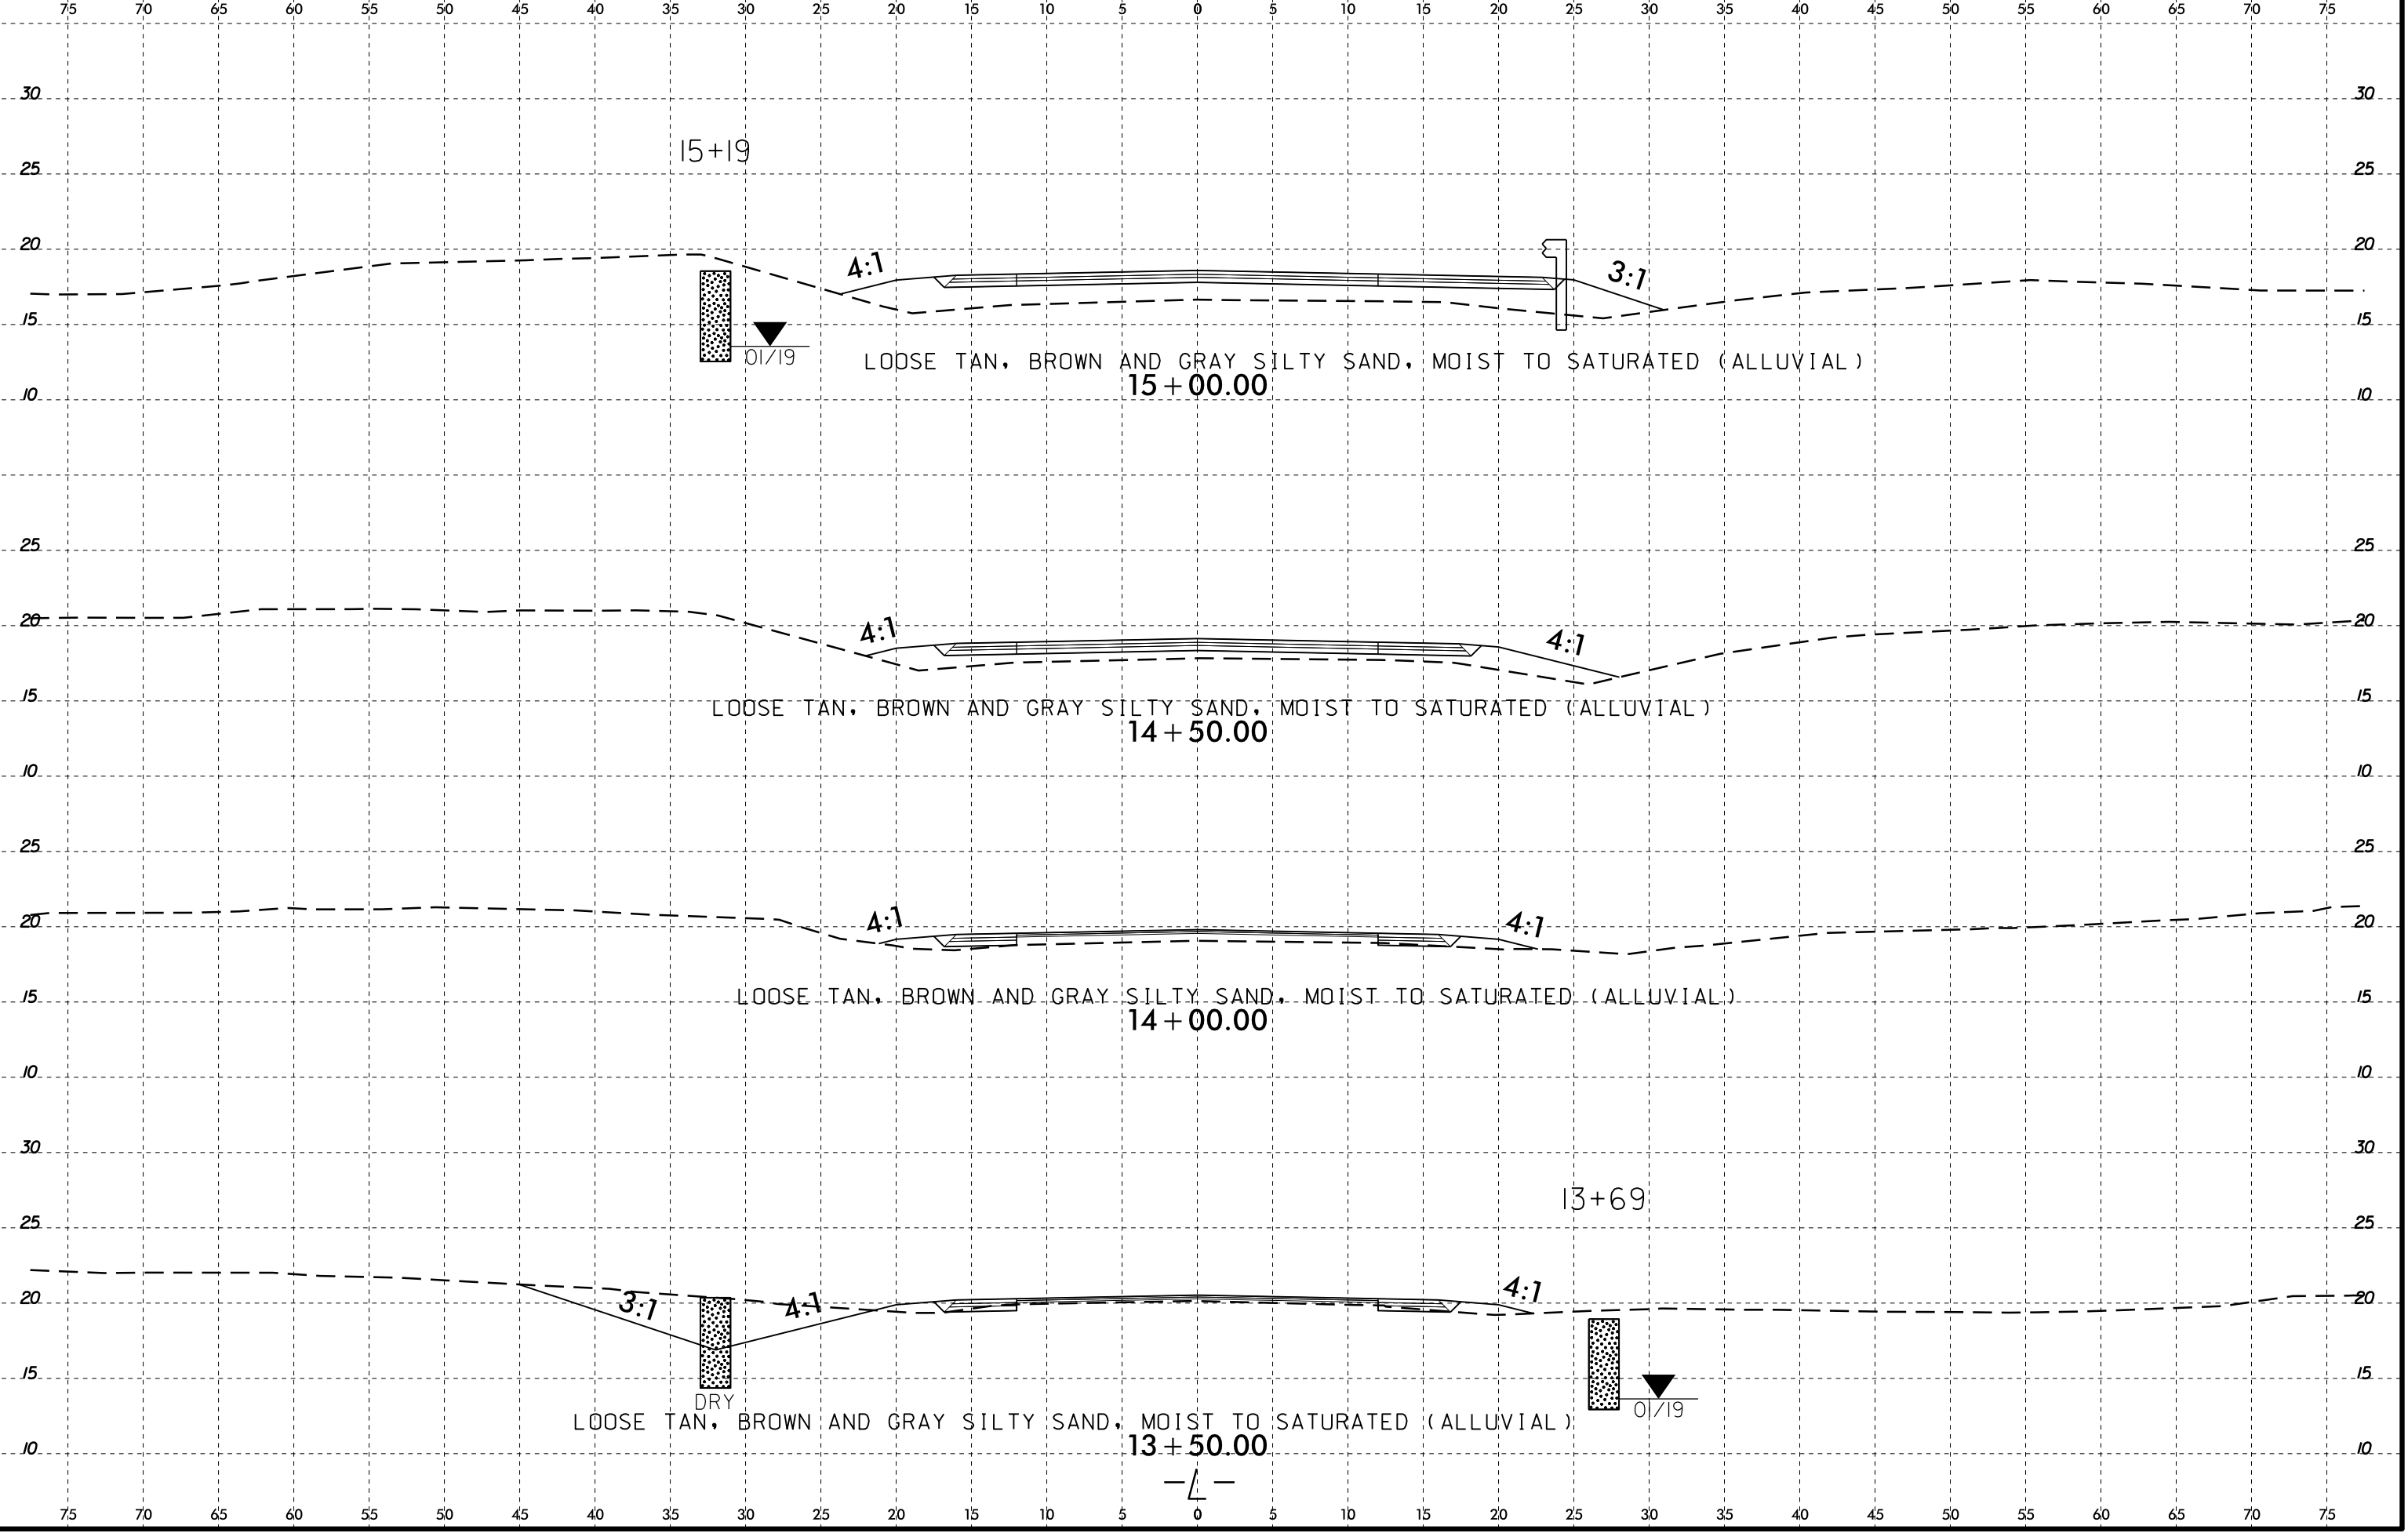 75 70 65 60 55 50 45 40 35 30 25 20 15 10 5 0 5 10 15 20 25 30 35 40 45 50 55 60 65 70 75
30 30
15+19
25 25
20 4:1 3:1 20
15 15
01/19
LOOSE TAN, BROWN AND GRAY SILTY SAND, MOIST TO SATURATED (ALLUVIAL)
15+00.00
10 10
25 25
20 4:1 4:1 20
15 15
LOOSE TAN, BROWN AND GRAY SILTY SAND, MOIST TO SATURATED (ALLUVIAL)
14+50.00
10 10
25 25
20 4:1 4:1 20
15 LOOSE TAN, BROWN AND GRAY SILTY SAND, MOIST TO SATURATED (ALLUVIAL) 15
14+00.00
10 10
30 30
13+69
25 25
20 3:1 4:1 4:1 20
15 15
DRY 01/19
LOOSE TAN, BROWN AND GRAY SILTY SAND, MOIST TO SATURATED (ALLUVIAL)
13+50.00
10 10
-L-
75 70 65 60 55 50 45 40 35 30 25 20 15 10 5 0 5 10 15 20 25 30 35 40 45 50 55 60 65 70 75